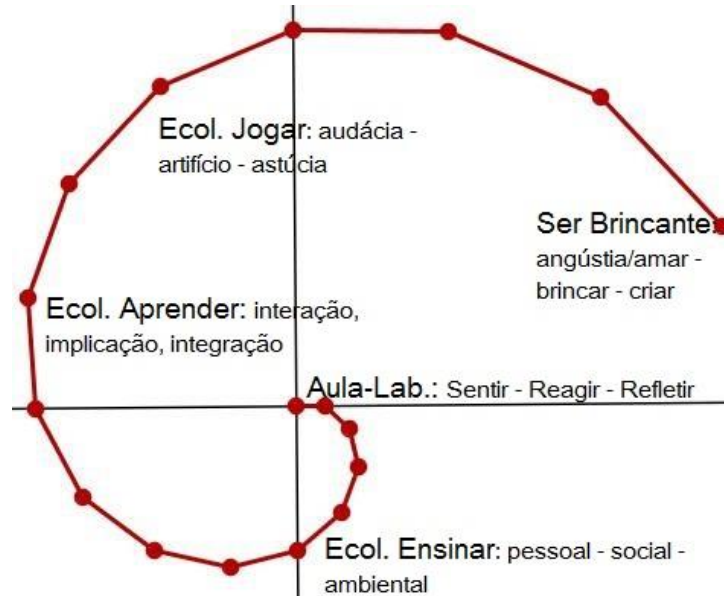 Ecol. Jogar: audácia -
artifício - astúcia
Ser Brincante:
angústia/amar -
brincar - criar
Ecol. Aprender: interação,
implicação, integração
Aula-Lab.: Sentir - Reagir - Refletir
Ecol. Ensinar: pessoal - social -
ambiental